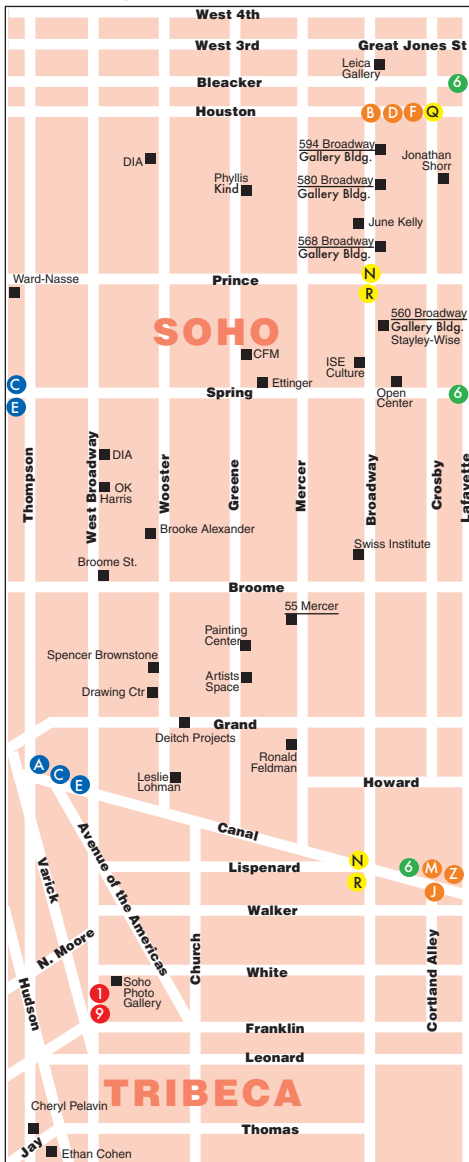 West 4th
West 3rd
Great Jones St
Leica
Gallery
Bleacker
6
Houston
B D F Q
594 Broadway
Gallery Bldg.
DIA
Jonathan
Shorr
Phyllis
Kind
580 Broadway
Gallery Bldg.
June Kelly
568 Broadway
Gallery Bldg.
Ward-Nasse
Prince
N
R
SOHO
560 Broadway
Gallery Bldg.
Stayley-Wise
CFM
ISE
Culture
C
E
Ettinger
Spring
Open
Center
6
Thompson
West Broadway
Wooster
Greene
Mercer
Broadway
Crosby
Lafayette
DIA
OK
Harris
Brooke Alexander
Swiss Institute
Broome St.
Broome
55 Mercer
Painting
Center
Spencer Brownstone
Artists
Space
Drawing Ctr
Grand
Deitch Projects
Ronald
Feldman
A C E
Leslie
Lohman
Howard
Canal
Avenue of the Americas
Varick
Lispenard
N
R
6 M Z
J
Walker
N. Moore
Church
Cortland Alley
White
Hudson
Soho
Photo
Gallery
1
9
Franklin
Leonard
TRIBECA
Cheryl Pelavin
Thomas
Jay
Ethan Cohen